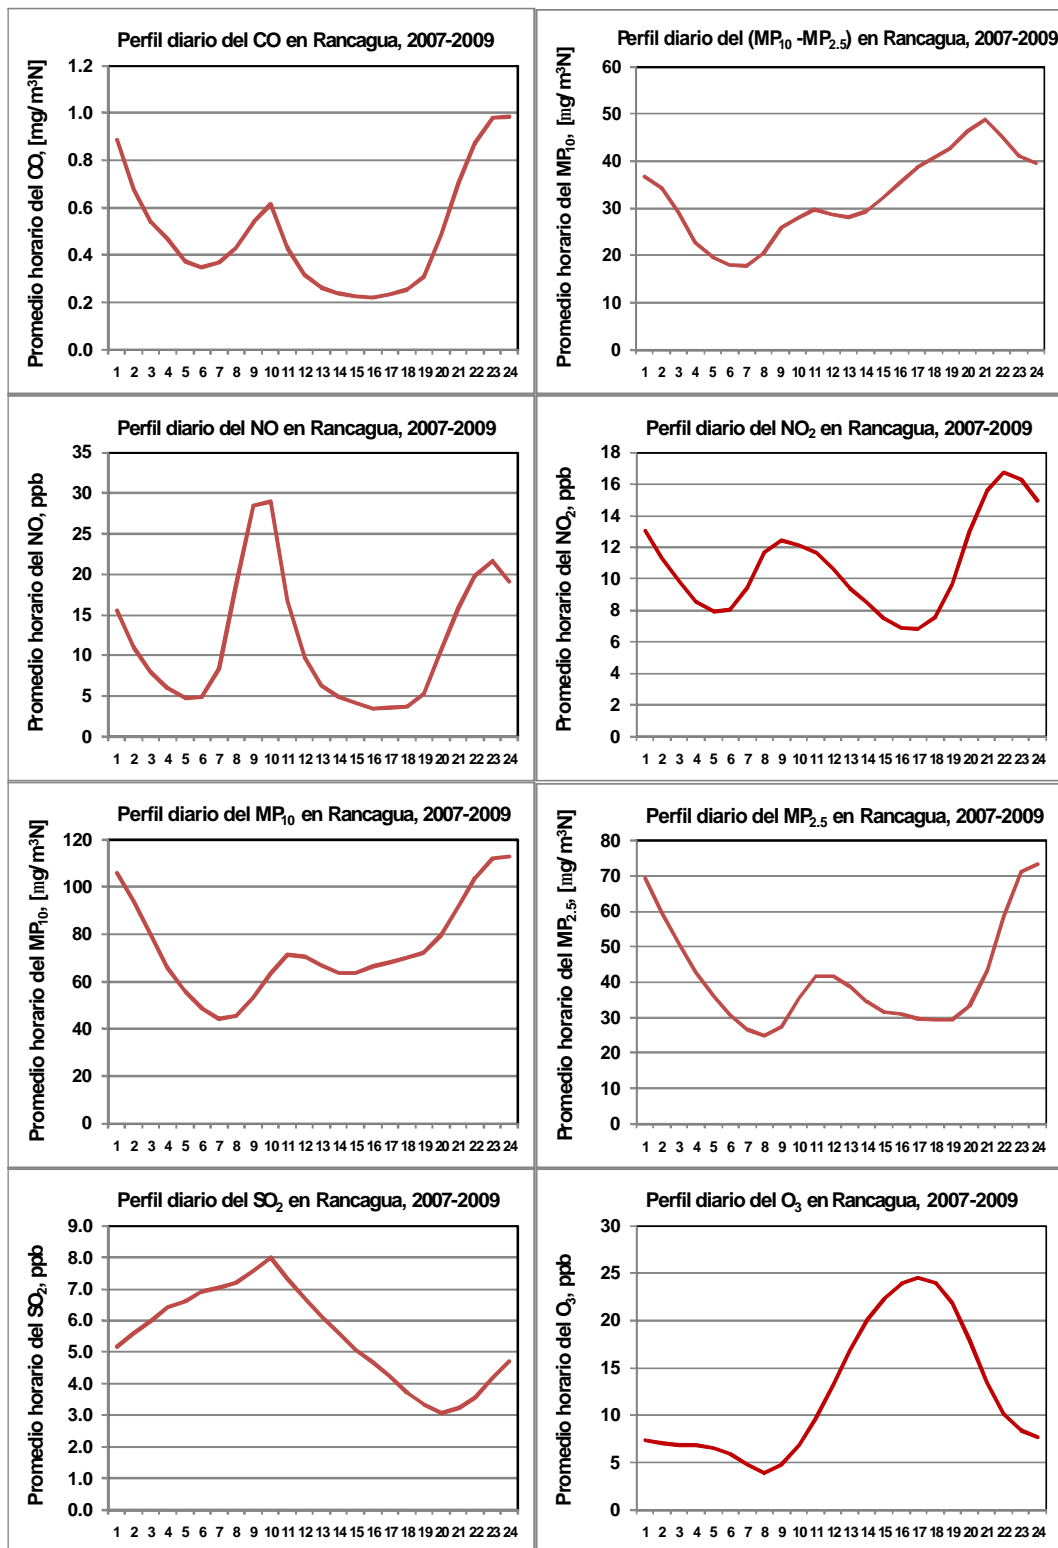 Perfil diario del CO en Rancagua, 2007-2009
Promedio horario del CO, [mg/m³N]
1.2
1.0
0.8
0.6
0.4
0.2
0.0
1 2 3 4 5 6 7 8 9 10 11 12 13 14 15 16 17 18 19 20 21 22 23 24
Perfil diario del (MP₁₀ -MP₂.₅) en Rancagua, 2007-2009
Promedio horario del MP₁₀, [mg/m³N]
60
50
40
30
20
10
0
1 2 3 4 5 6 7 8 9 10 11 12 13 14 15 16 17 18 19 20 21 22 23 24
Perfil diario del NO en Rancagua, 2007-2009
Promedio horario del NO, ppb
35
30
25
20
15
10
5
0
1 2 3 4 5 6 7 8 9 10 11 12 13 14 15 16 17 18 19 20 21 22 23 24
Perfil diario del NO₂ en Rancagua, 2007-2009
Promedio horario del NO₂, ppb
18
16
14
12
10
8
6
4
2
0
1 2 3 4 5 6 7 8 9 10 11 12 13 14 15 16 17 18 19 20 21 22 23 24
Perfil diario del MP₁₀ en Rancagua, 2007-2009
Promedio horario del MP₁₀, [mg/m³N]
120
100
80
60
40
20
0
1 2 3 4 5 6 7 8 9 10 11 12 13 14 15 16 17 18 19 20 21 22 23 24
Perfil diario del MP₂.₅ en Rancagua, 2007-2009
Promedio horario del MP₂.₅, [mg/m³N]
80
70
60
50
40
30
20
10
0
1 2 3 4 5 6 7 8 9 10 11 12 13 14 15 16 17 18 19 20 21 22 23 24
Perfil diario del SO₂ en Rancagua, 2007-2009
Promedio horario del SO₂, ppb
9.0
8.0
7.0
6.0
5.0
4.0
3.0
2.0
1.0
0.0
1 2 3 4 5 6 7 8 9 10 11 12 13 14 15 16 17 18 19 20 21 22 23 24
Perfil diario del O₃ en Rancagua, 2007-2009
Promedio horario del O₃, ppb
30
25
20
15
10
5
0
1 2 3 4 5 6 7 8 9 10 11 12 13 14 15 16 17 18 19 20 21 22 23 24